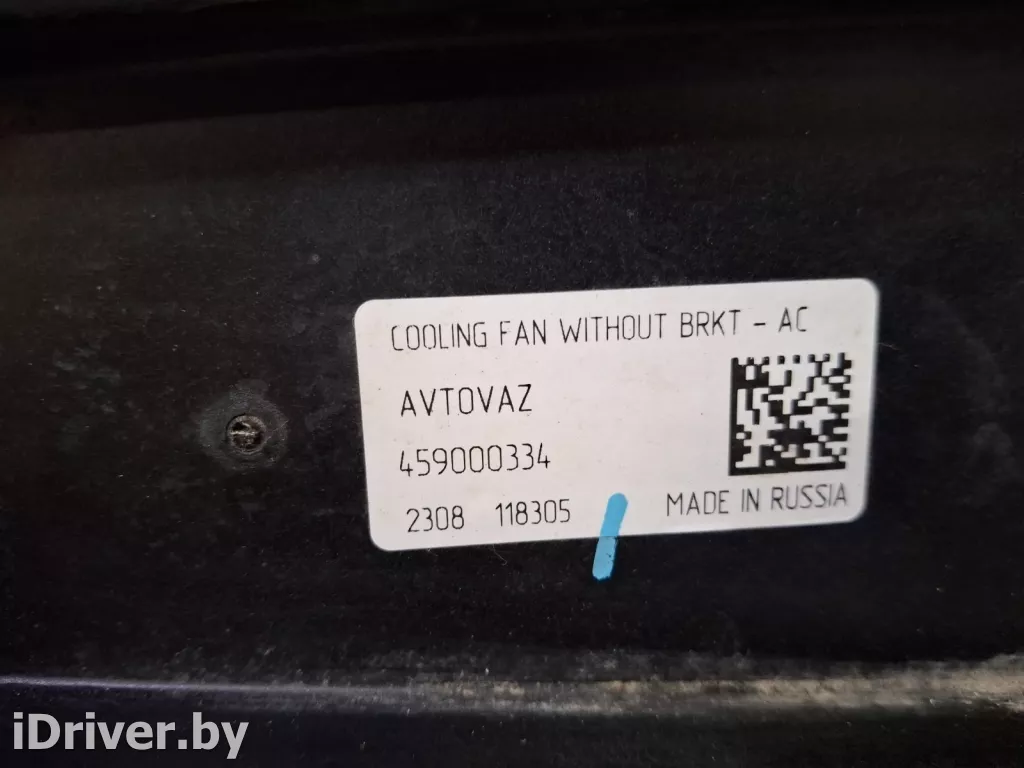 COOLING FAN WITHOUT BRKT - AC
AVTOVAZ
459000334
2308 118305
MADE IN RUSSIA
iDriver.by